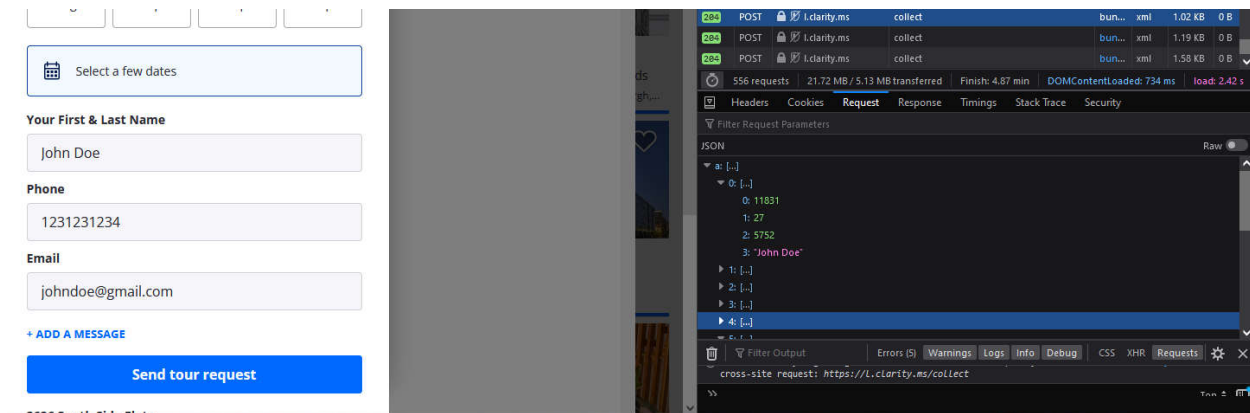 Select a few dates
Your First & Last Name
John Doe
Phone
1231231234
Email
johndoe@gmail.com
+ ADD A MESSAGE
Send tour request
204 POST l.clarity.ms collect bun... xml 1.02 KB 0 B
204 POST l.clarity.ms collect bun... xml 1.19 KB 0 B
204 POST l.clarity.ms collect bun... xml 1.58 KB 0 B
556 requests 21.72 MB / 5.13 MB transferred Finish: 4.87 min DOMContentLoaded: 734 ms load: 2.42 s
Headers Cookies Request Response Timings Stack Trace Security
Filter Request Parameters
JSON Raw
a: [...]
0: [...]
0: 11831
1: 27
2: 5752
3: "John Doe"
1: [...]
2: [...]
3: [...]
4: [...]
5: [...]
Filter Output Errors (5) Warnings Logs Info Debug CSS XHR Requests
cross-site request: https://l.clarity.ms/collect
Top